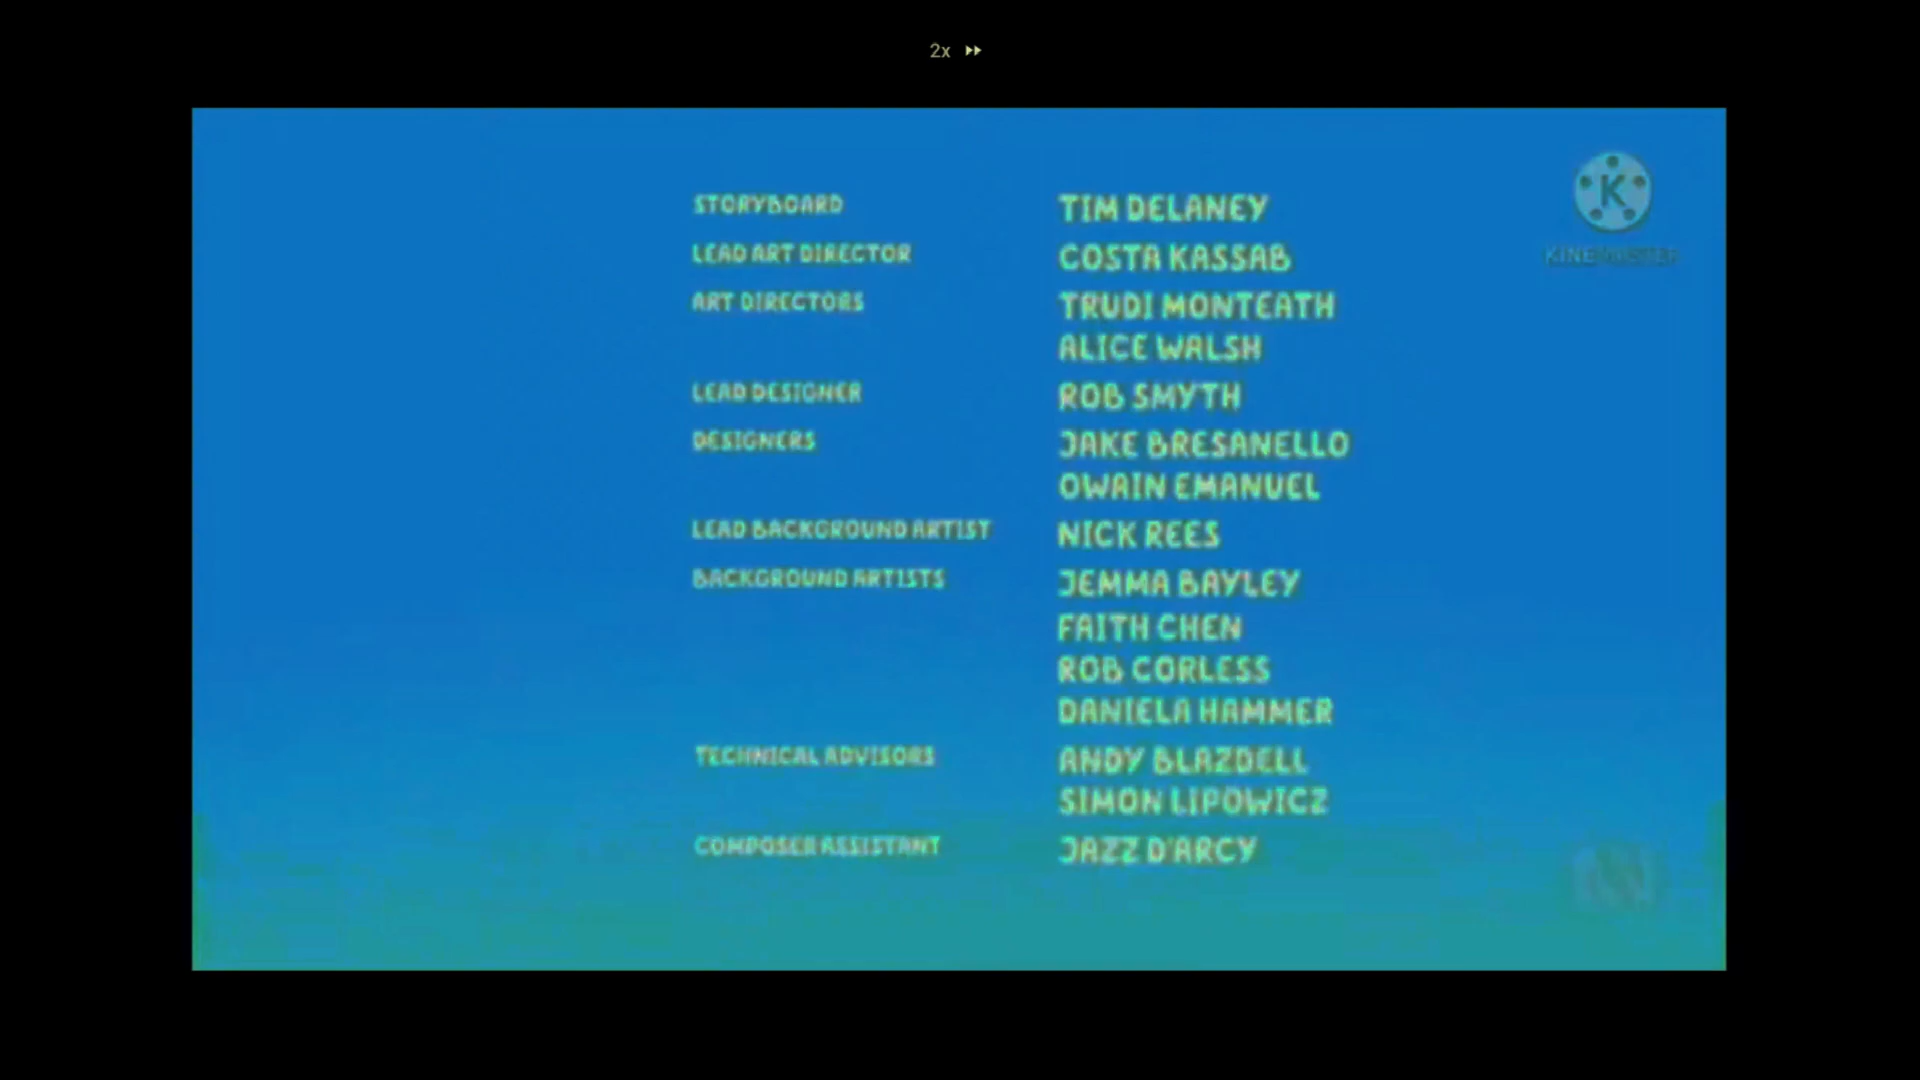 2x
STORYBOARD TIM DELANEY
LEAD ART DIRECTOR COSTA KASSAB
ART DIRECTORS TRUDI MONTEATH
ALICE WALSH
LEAD DESIGNER ROB SMYTH
DESIGNERS JAKE BRESANELLO
OWAIN EMANUEL
LEAD BACKGROUND ARTIST NICK REES
BACKGROUND ARTISTS JEMMA BAYLEY
FAITH CHEN
ROB CORLESS
DANIELA HAMMER
TECHNICAL ADVISORS ANDY BLAZDELL
SIMON LIPOWICZ
COMPOSER ASSISTANT JAZZ D'ARCY
K
KINEMASTER